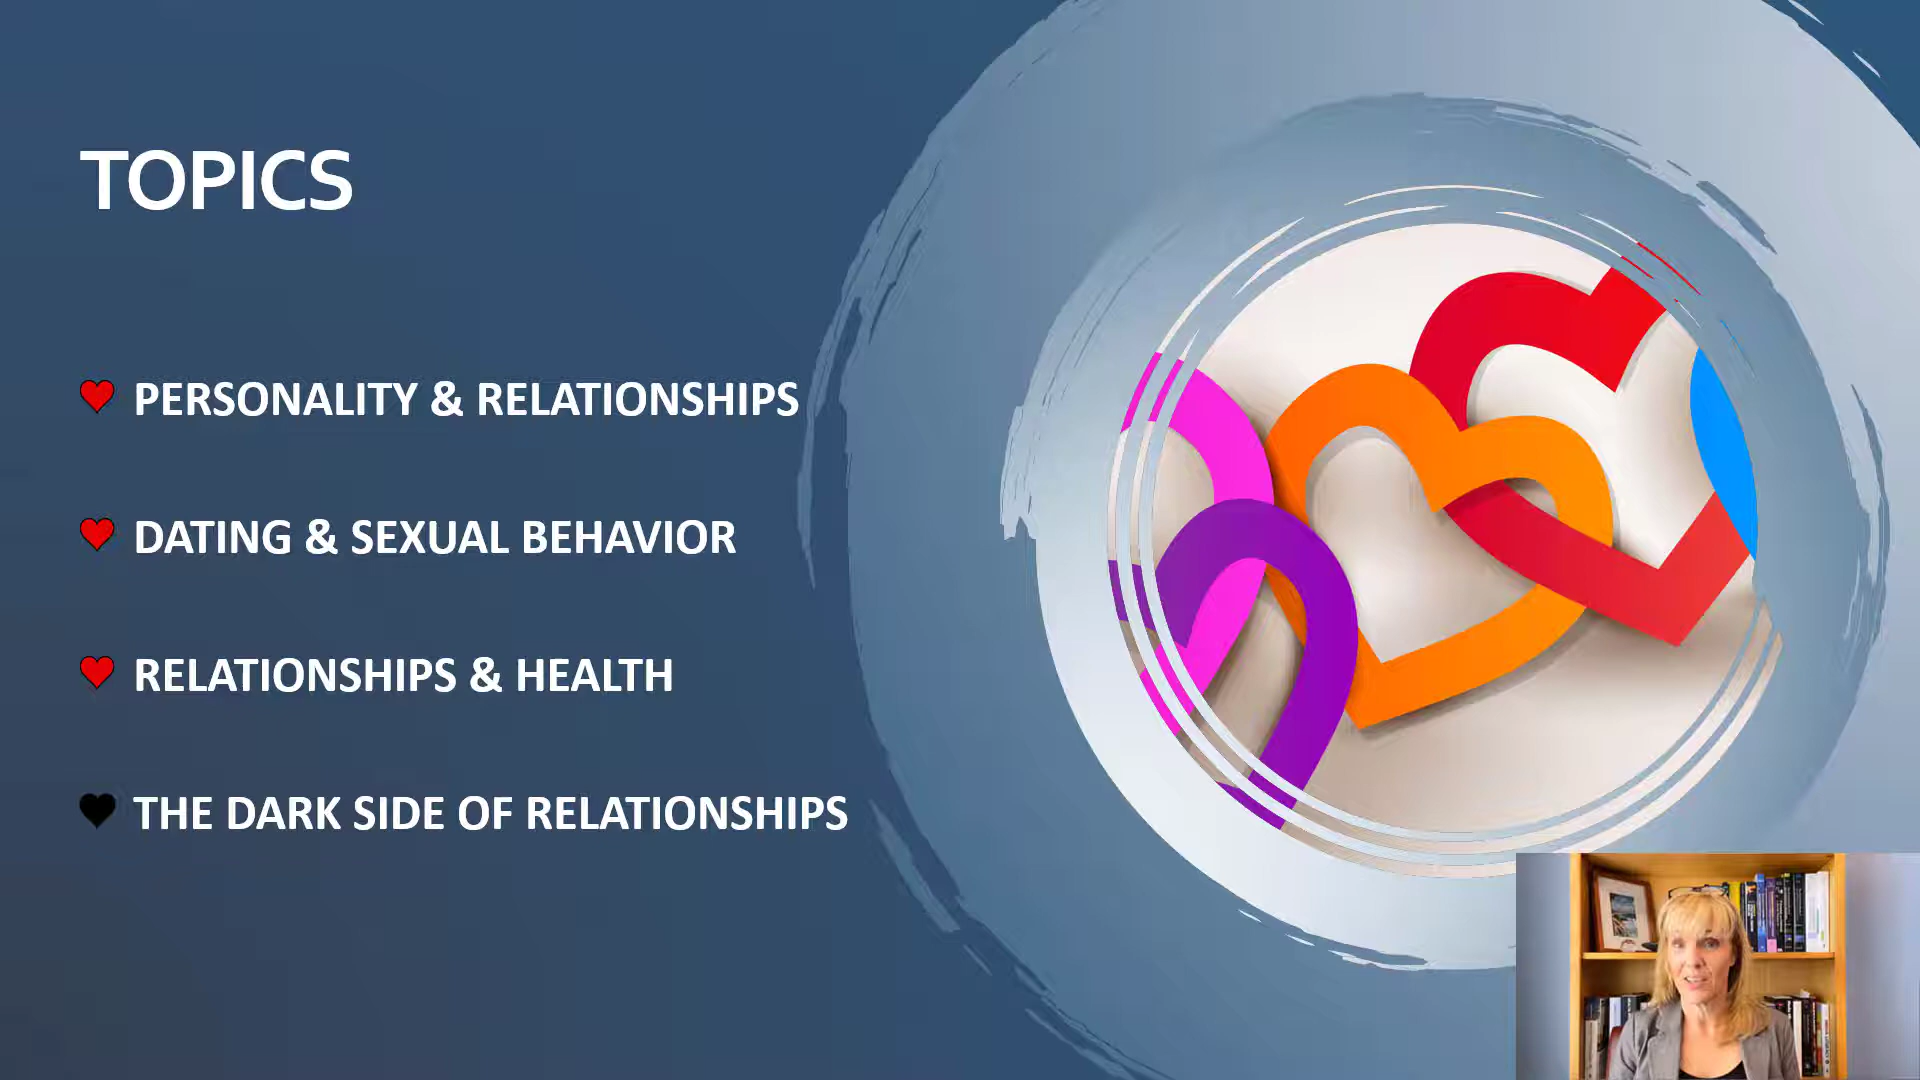 TOPICS
PERSONALITY & RELATIONSHIPS
DATING & SEXUAL BEHAVIOR
RELATIONSHIPS & HEALTH
THE DARK SIDE OF RELATIONSHIPS